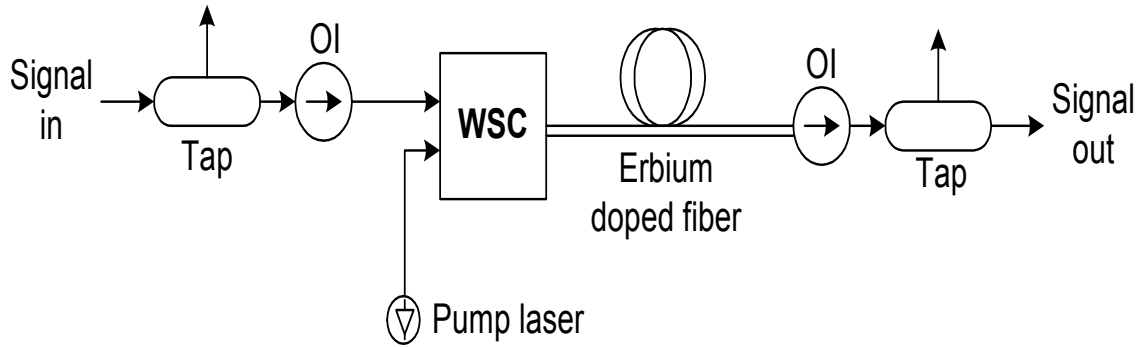 Signal
in
Tap
OI
WSC
Pump laser
Erbium
doped fiber
OI
Tap
Signal
out